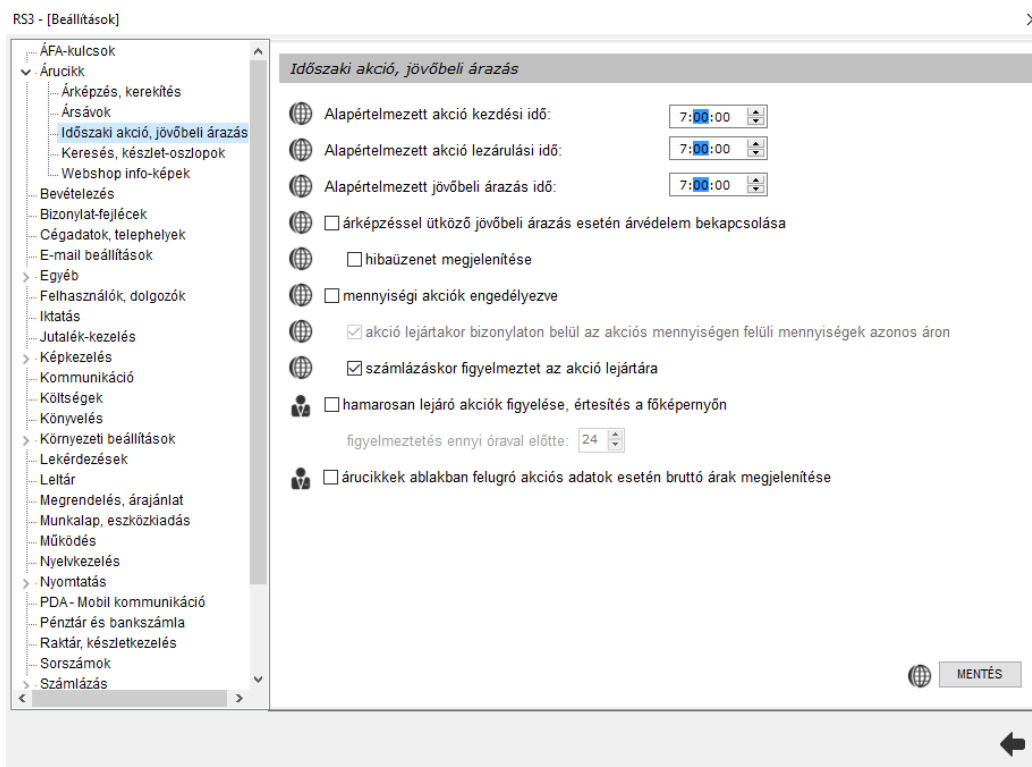 RS3 - [Beállítások]
ÁFA-kulcsok
Árucikk
Árképzés, kerekítés
Ársávok
Időszaki akció, jövőbeli árazás
Keresés, készlet-oszlopok
Webshop info-képek
Bevételezés
Bizonylat-fejlécek
Cégadatok, telephelyek
E-mail beállítások
Egyéb
Felhasználók, dolgozók
Iktatás
Jutalék-kezelés
Képkezelés
Kommunikáció
Költségek
Könyvelés
Környezeti beállítások
Lekérdezések
Leltár
Megrendelés, árajánlat
Munkalap, eszközkiadás
Működés
Nyelvkezelés
Nyomtatás
PDA- Mobil kommunikáció
Pénztár és bankszámla
Raktár, készletkezelés
Sorszámok
Számlázás
Időszaki akció, jövőbeli árazás
Alapértelmezett akció kezdési idő: 7:00:00
Alapértelmezett akció lezárulási idő: 7:00:00
Alapértelmezett jövőbeli árazás idő: 7:00:00
árképzéssel ütköző jövőbeli árazás esetén árvédelem bekapcsolása
hibaüzenet megjelenítése
mennyiségi akciók engedélyezve
akció lejártakor bizonylaton belül az akciós mennyiségen felüli mennyiségek azonos áron
számlázáskor figyelmeztet az akció lejártára
hamarosan lejáró akciók figyelése, értesítés a főképernyőn
figyelmeztetés ennyi óraval előtte: 24
árucikkek ablakban felugró akciós adatok esetén bruttó árak megjelenítése
MENTÉS